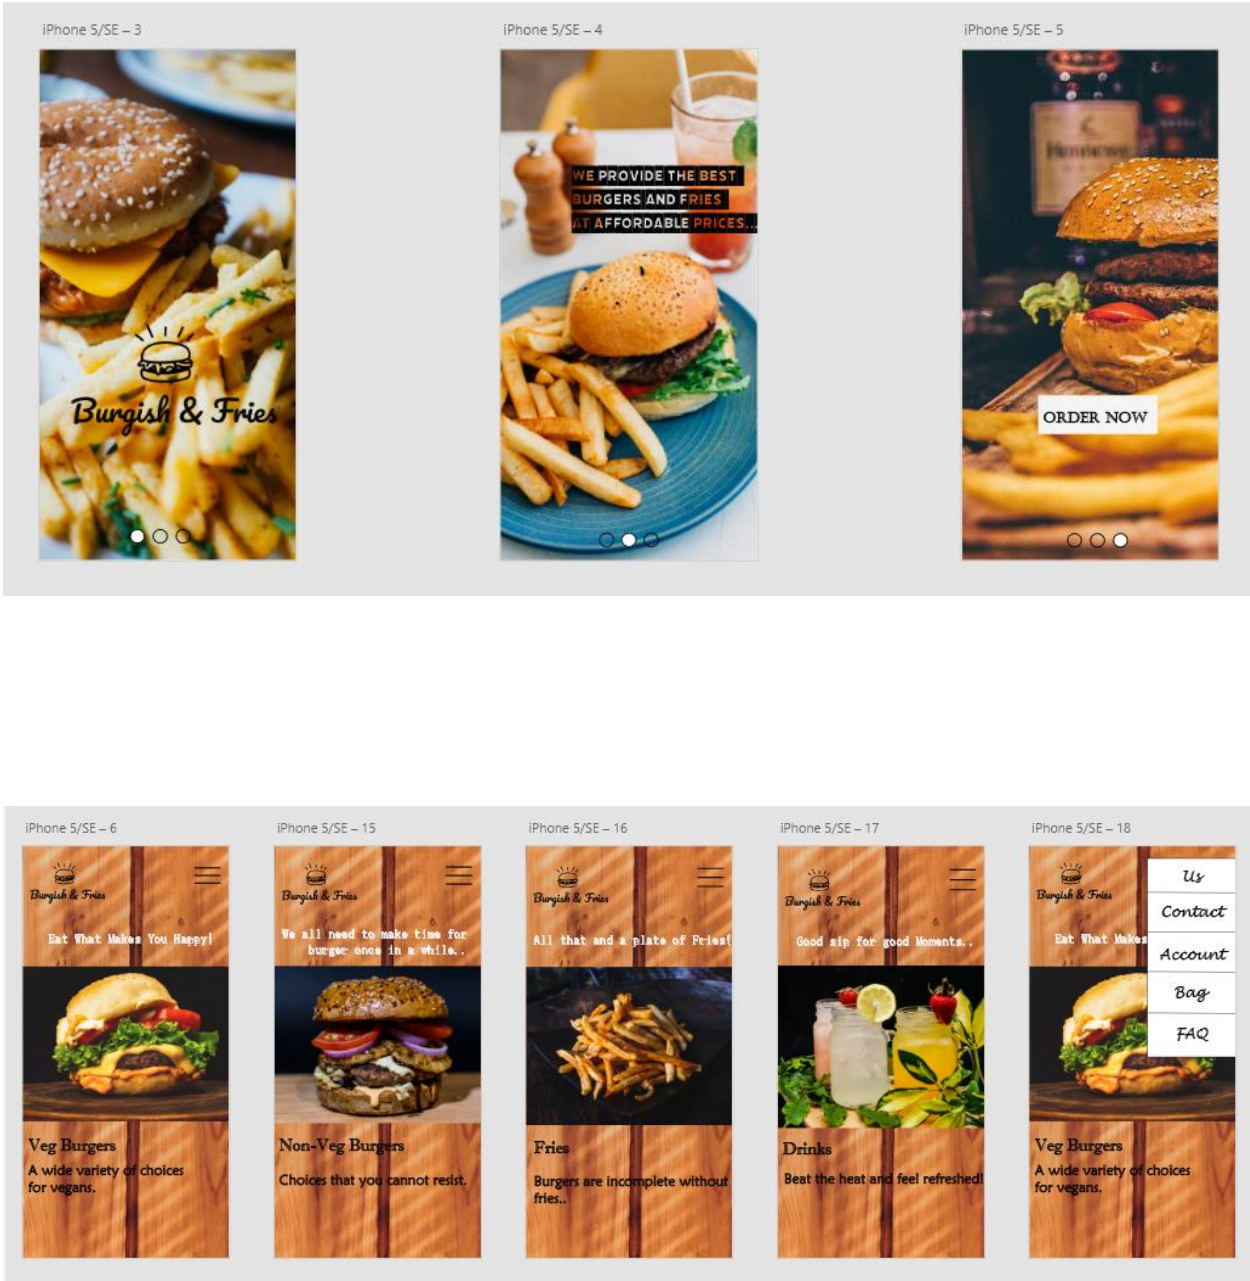 iPhone 5/SE – 3
Burgish & Fries
iPhone 5/SE – 4
WE PROVIDE THE BEST
BURGERS AND FRIES
AT AFFORDABLE PRICES...
iPhone 5/SE – 5
Hennessy
ORDER NOW
iPhone 5/SE – 6
Burgish & Fries
Eat What Makes You Happy!
Veg Burgers
A wide variety of choices
for vegans.
iPhone 5/SE – 15
Burgish & Fries
We all need to make time for
burger once in a while..
Non-Veg Burgers
Choices that you cannot resist.
iPhone 5/SE – 16
Burgish & Fries
All that and a plate of Fries!
Fries
Burgers are incomplete without
fries..
iPhone 5/SE – 17
Burgish & Fries
Good sip for good Moments..
Drinks
Beat the heat and feel refreshed!
iPhone 5/SE – 18
Burgish & Fries
Eat What Makes
Us
Contact
Account
Bag
FAQ
Veg Burgers
A wide variety of choices
for vegans.